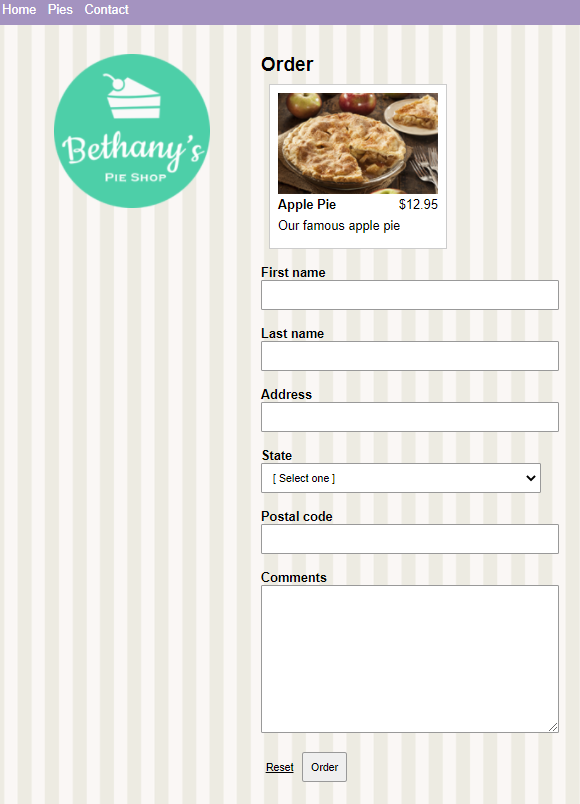 Home Pies Contact
Bethany's
PIE SHOP
Order
Apple Pie $12.95
Our famous apple pie
First name
Last name
Address
State
[ Select one ]
Postal code
Comments
Reset Order